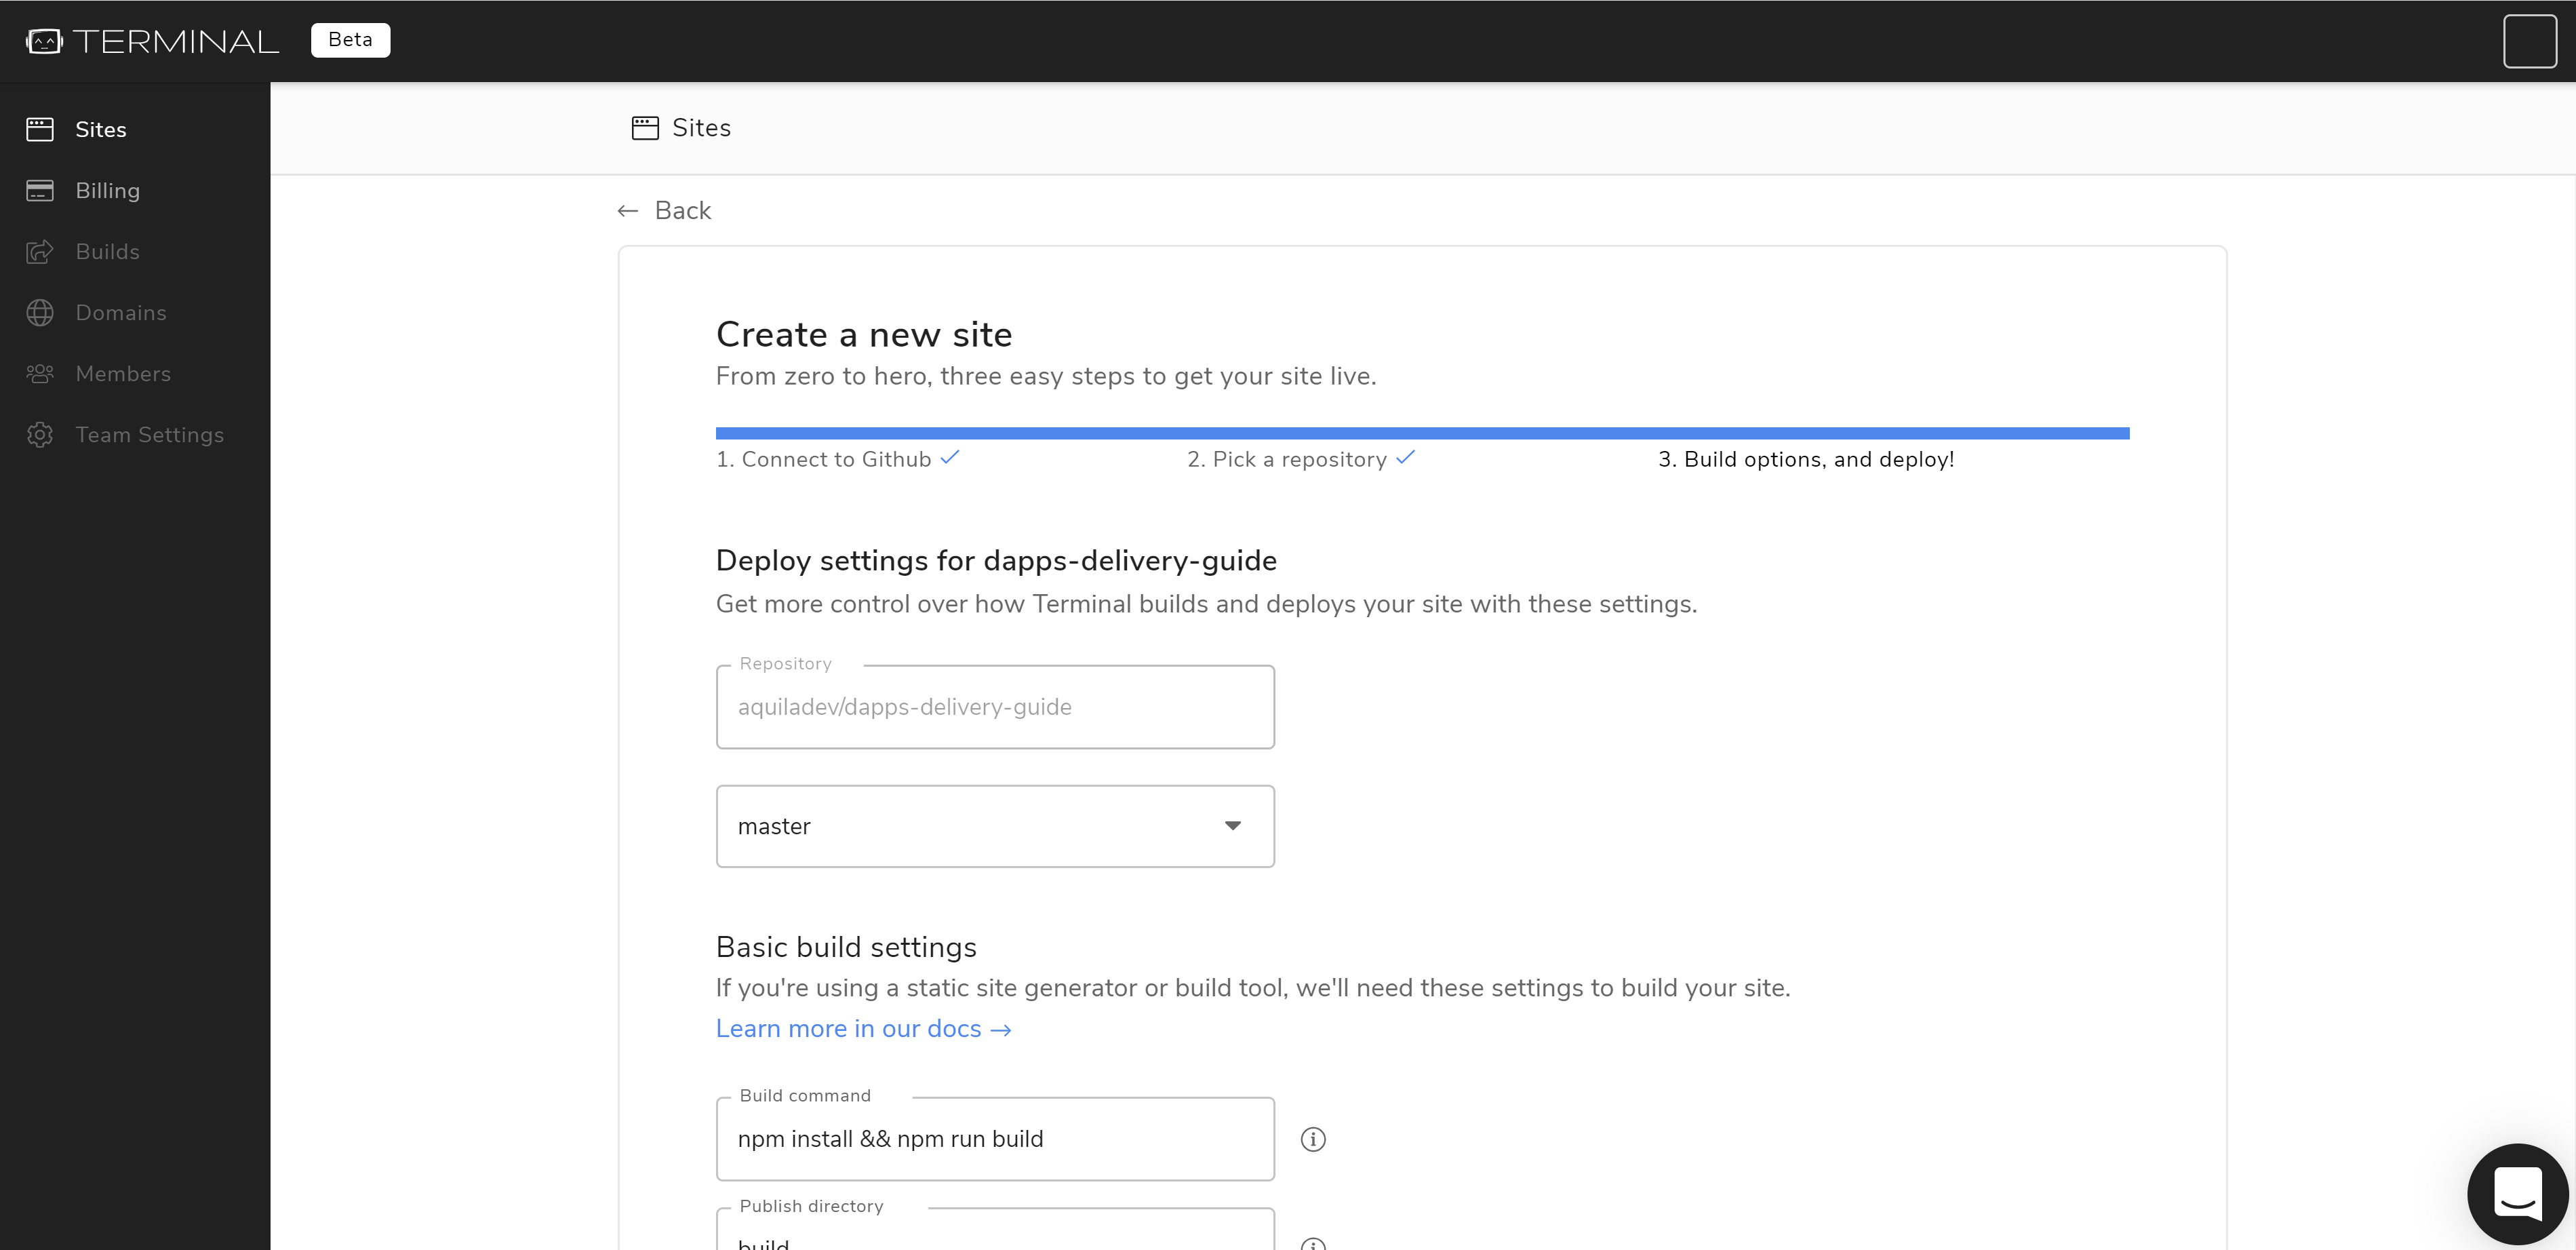 TERMINAL
Beta
Sites
Billing
Builds
Domains
Members
Team Settings
Sites
← Back
Create a new site
From zero to hero, three easy steps to get your site live.
1. Connect to Github ✓
2. Pick a repository ✓
3. Build options, and deploy!
Deploy settings for dapps-delivery-guide
Get more control over how Terminal builds and deploys your site with these settings.
Repository
aquiladev/dapps-delivery-guide
master
Basic build settings
If you're using a static site generator or build tool, we'll need these settings to build your site.
Learn more in our docs →
Build command
npm install && npm run build
Publish directory
build